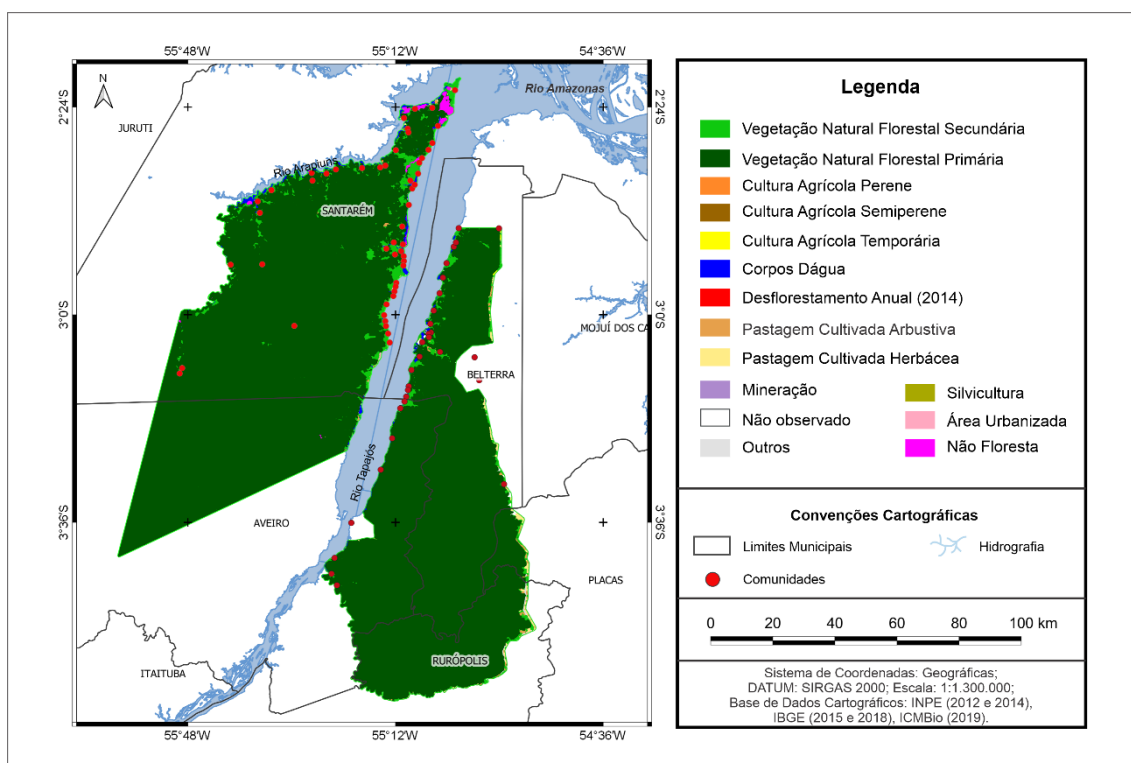 55°48'W
55°12'W
54°36'W
N
2°24'S
2°24'S
Rio Amazonas
JURUTI
Rio Arapiuns
SANTARÉM
3°0'S
3°0'S
MOJUÍ DOS CA
BELTERRA
Rio Tapajós
3°36'S
3°36'S
AVEIRO
PLACAS
RURÓPOLIS
ITAITUBA
55°48'W
55°12'W
54°36'W
Legenda
Vegetação Natural Florestal Secundária
Vegetação Natural Florestal Primária
Cultura Agrícola Perene
Cultura Agrícola Semiperene
Cultura Agrícola Temporária
Corpos Dágua
Desflorestamento Anual (2014)
Pastagem Cultivada Arbustiva
Pastagem Cultivada Herbácea
Mineração
Silvicultura
Não observado
Área Urbanizada
Outros
Não Floresta
Convenções Cartográficas
Limites Municipais
Hidrografia
Comunidades
0 20 40 60 80 100 km
Sistema de Coordenadas: Geográficas;
DATUM: SIRGAS 2000; Escala: 1:1.300.000;
Base de Dados Cartográficos: INPE (2012 e 2014),
IBGE (2015 e 2018), ICMBio (2019).